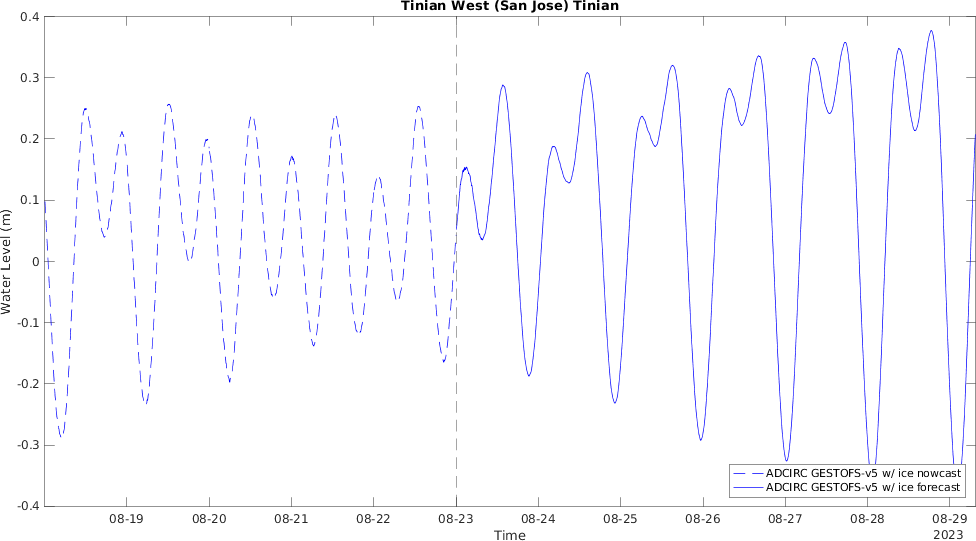 Tinian West (San Jose) Tinian
0.4
0.3
0.2
0.1
0
-0.1
-0.2
-0.3
-0.4
Water Level (m)
ADCIRC GESTOFS-v5 w/ ice nowcast
ADCIRC GESTOFS-v5 w/ ice forecast
08-19 08-20 08-21 08-22 08-23 08-24 08-25 08-26 08-27 08-28 08-29
Time
2023